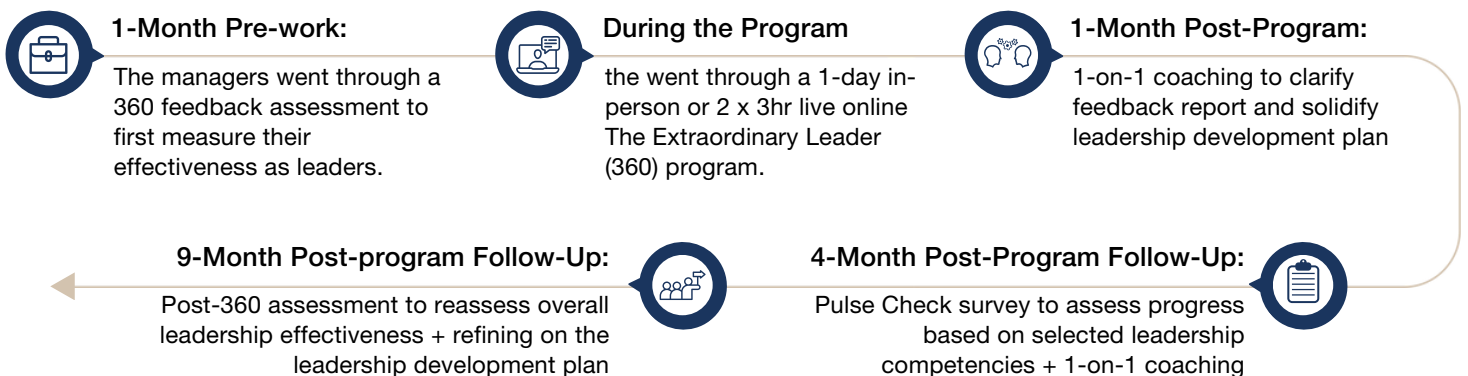 1-Month Pre-work:
The managers went through a
360 feedback assessment to
first measure their
effectiveness as leaders.
During the Program
the went through a 1-day in-
person or 2 x 3hr live online
The Extraordinary Leader
(360) program.
1-Month Post-Program:
1-on-1 coaching to clarify
feedback report and solidify
leadership development plan
4-Month Post-Program Follow-Up:
Pulse Check survey to assess progress
based on selected leadership
competencies + 1-on-1 coaching
9-Month Post-program Follow-Up:
Post-360 assessment to reassess overall
leadership effectiveness + refining on the
leadership development plan